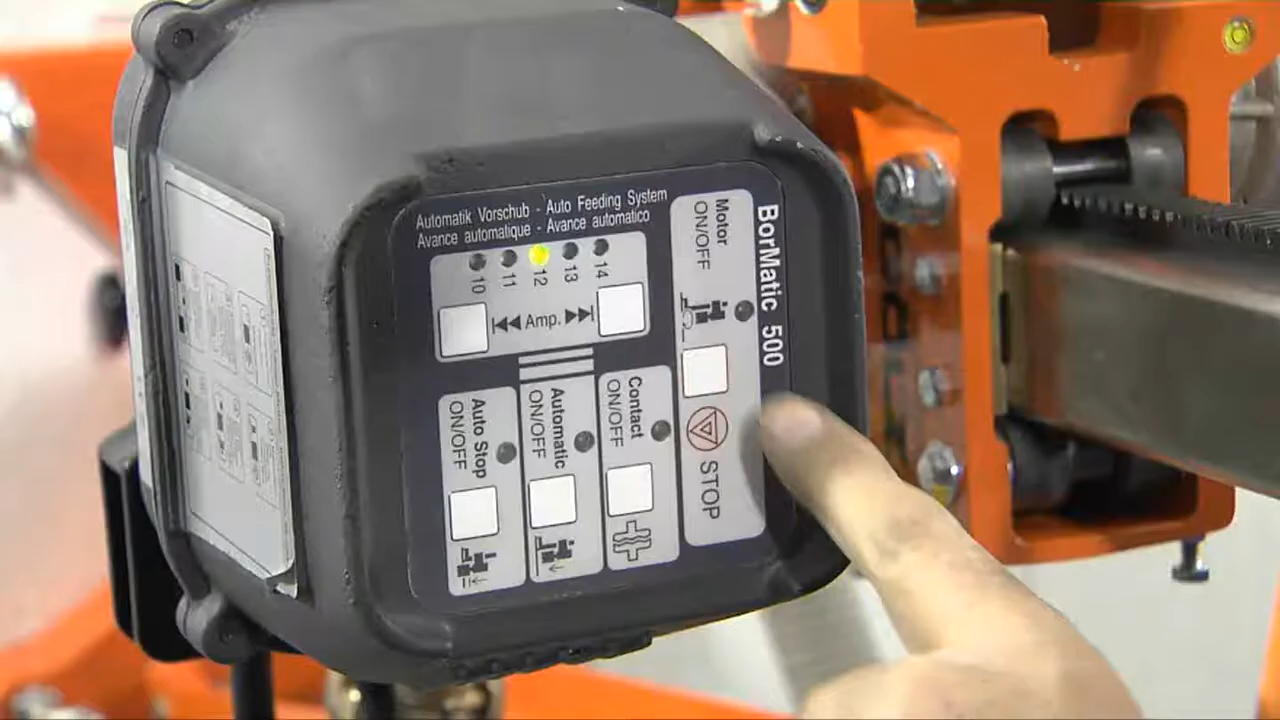 Automatik Vorschub - Auto Feeding System
Avance automatique - Avance automatico
10 11 12 13 14
Amp.
BorMatic 500
Motor
ON/OFF
STOP
Auto Stop
ON/OFF
Automatic
ON/OFF
Contact
ON/OFF